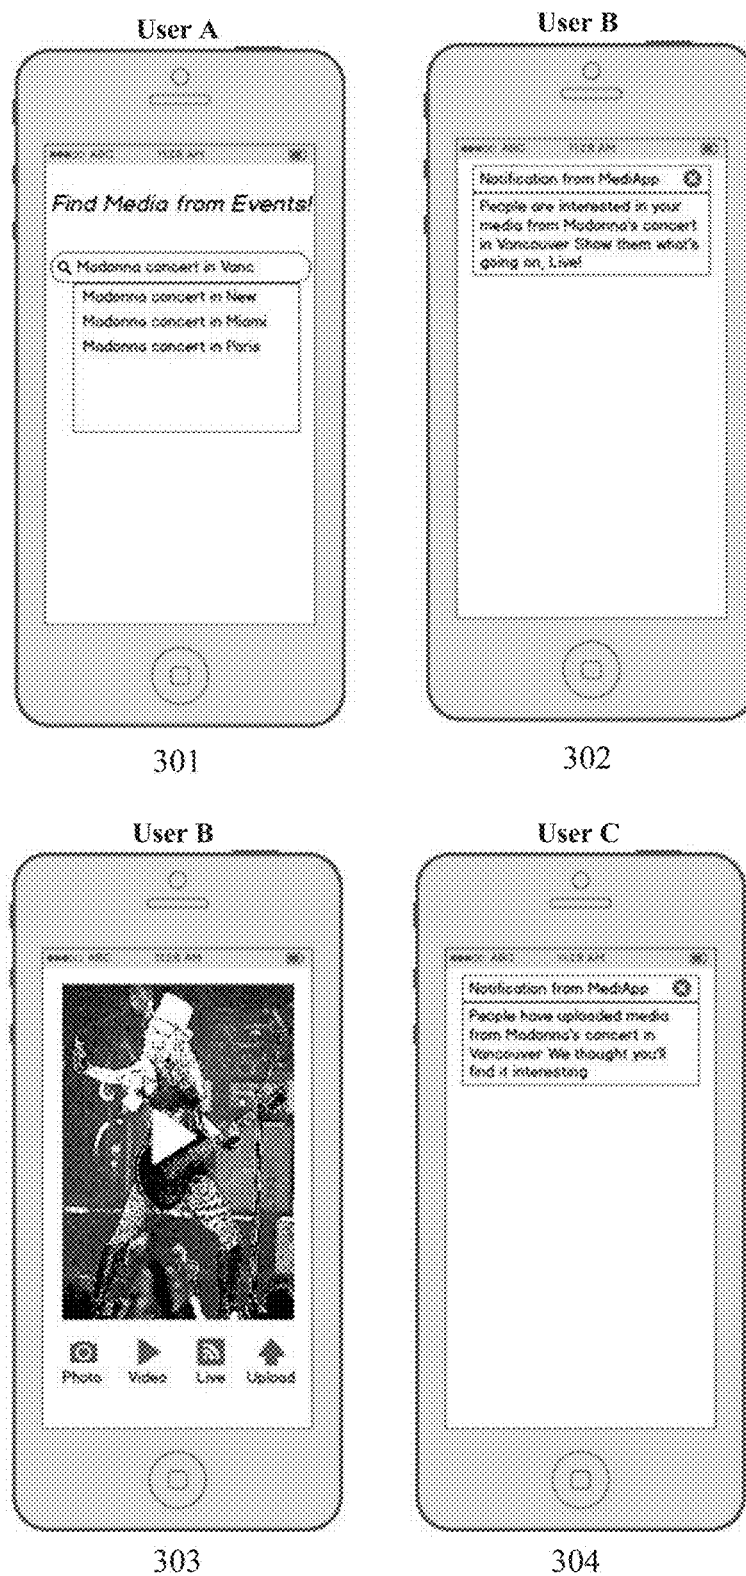 User A
Find Media from Events!
Madonna concert in Vanc
Madonna concert in New
Madonna concert in Miami
Madonna concert in Paris
301
User B
Notification from MediApp
People are interested in your
media from Madonna's concert
in Vancouver Show them what's
going on, Live!
302
User B
Photo Video Live Upload
303
User C
Notification from MediApp
People have uploaded media
from Madonna's concert in
Vancouver We thought you'll
find it interesting
304